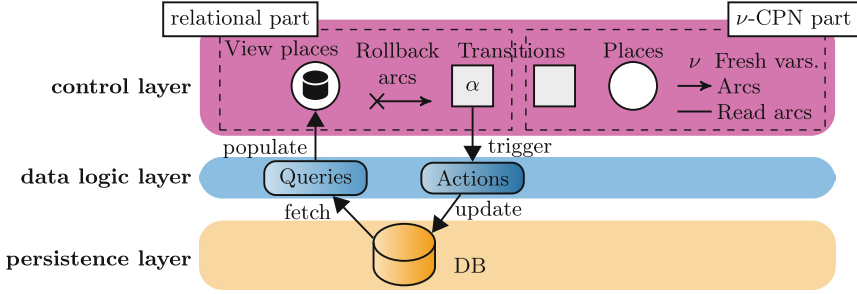 relational part
ν-CPN part
View places
Rollback arcs
Transitions
Places
ν Fresh vars.
α
Arcs
Read arcs
control layer
populate
trigger
data logic layer
Queries
Actions
fetch
update
persistence layer
DB